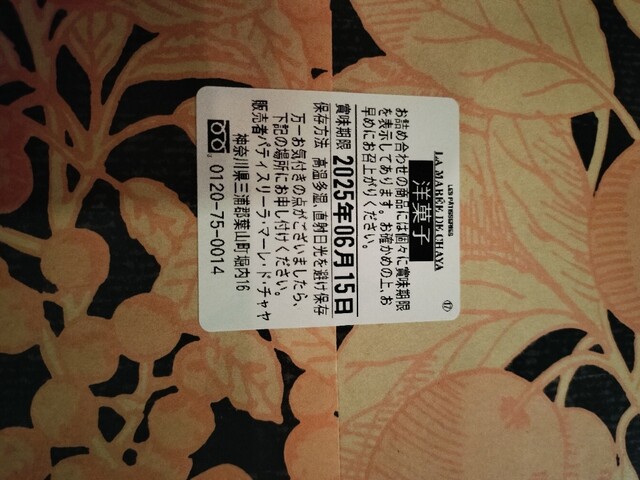 LES PÂTISSERIES
LA MARÉE DE CHAYA
洋菓子
⑰
お詰め合わせの商品には個々に賞味期限
を表示してあります。お確かめの上、お
早めにお召上がりください。
賞味期限 2025年06月15日
保存方法 高温多湿、直射日光を避け保存
万一お気付きの点がございましたら、
下記の場所にお申し付けください。
販売者パティスリーラ・マーレ・ド・チャヤ
神奈川県三浦郡葉山町堀内16
0120-75-0014